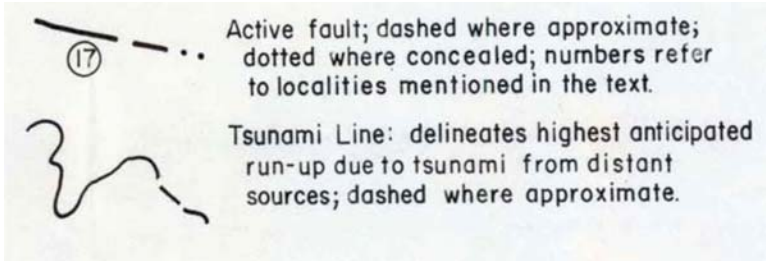 Active fault; dashed where approximate;
dotted where concealed; numbers refer
to localities mentioned in the text.
17
Tsunami Line: delineates highest anticipated
run-up due to tsunami from distant
sources; dashed where approximate.